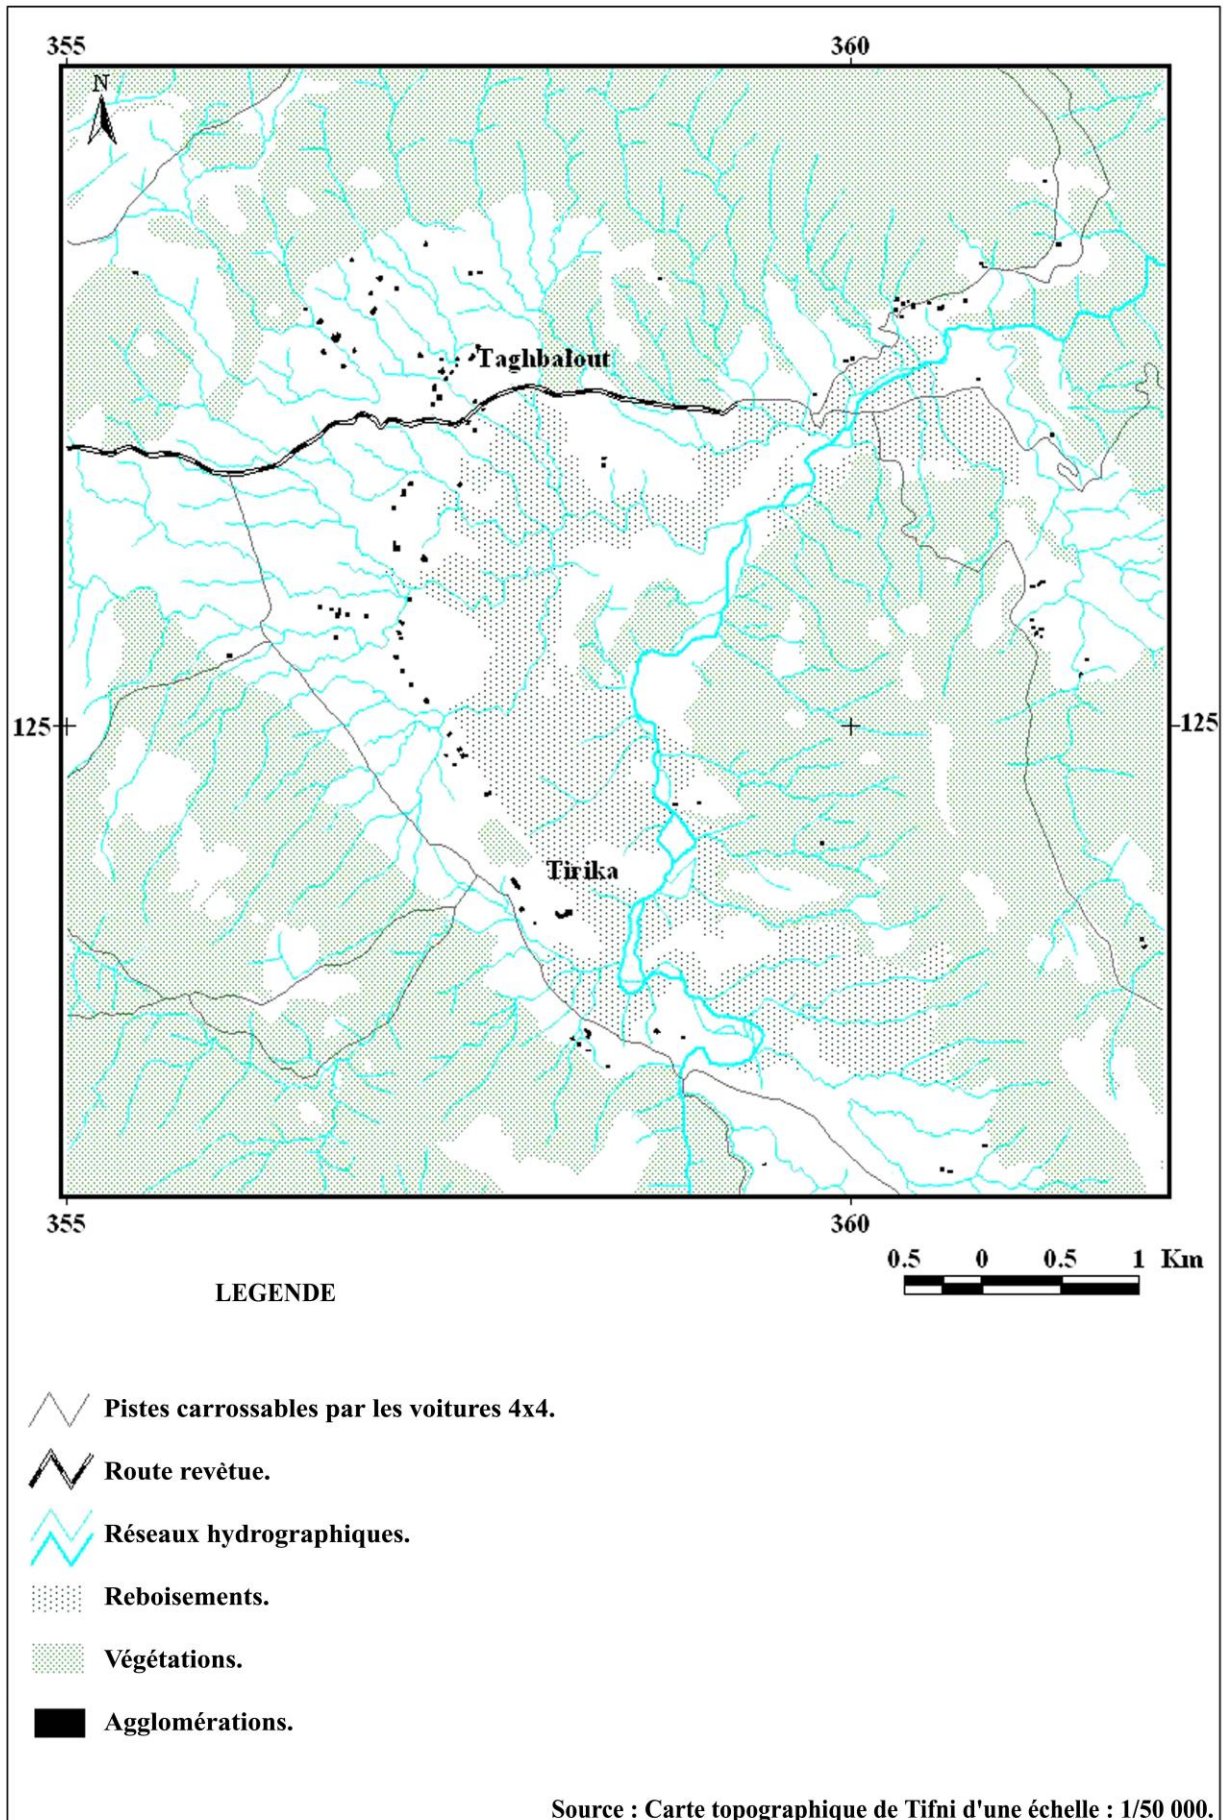 355 360
N
Taghbalout
125 125
Tirika
355 360
0.5 0 0.5 1 Km
LEGENDE
Pistes carrossables par les voitures 4x4.
Route revètue.
Réseaux hydrographiques.
Reboisements.
Végétations.
Agglomérations.
Source : Carte topographique de Tifni d'une échelle : 1/50 000.